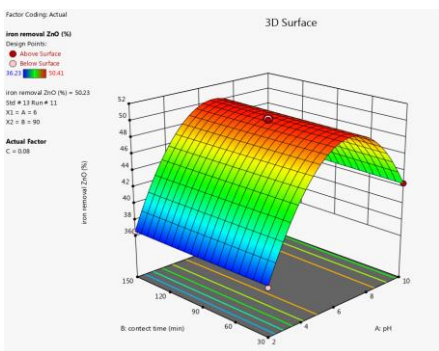 Factor Coding: Actual
3D Surface
iron removal ZnO (%)
Design Points:
Above Surface
Below Surface
36.23 50.41
iron removal ZnO (%) = 50.23
Std # 13 Run # 11
X1 = A = 6
X2 = B = 90
Actual Factor
C = 0.08
iron removal ZnO (%)
52
50
48
46
44
42
40
38
36
150
120
90
60
30
2
4
6
8
10
B: contect time (min)
A: pH